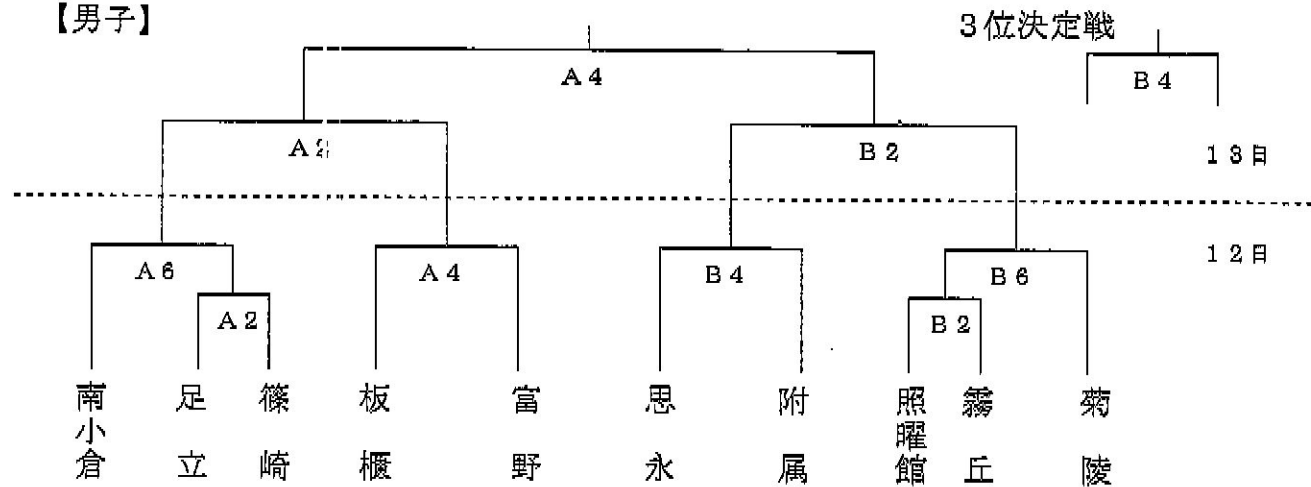 【男子】
3位決定戦
A4
B4
A2
B2
13日
12日
A6
A4
B4
B6
A2
B2
南小倉
足立
篠崎
板櫃
富野
思永
附属
照曜館
霧丘
菊陵